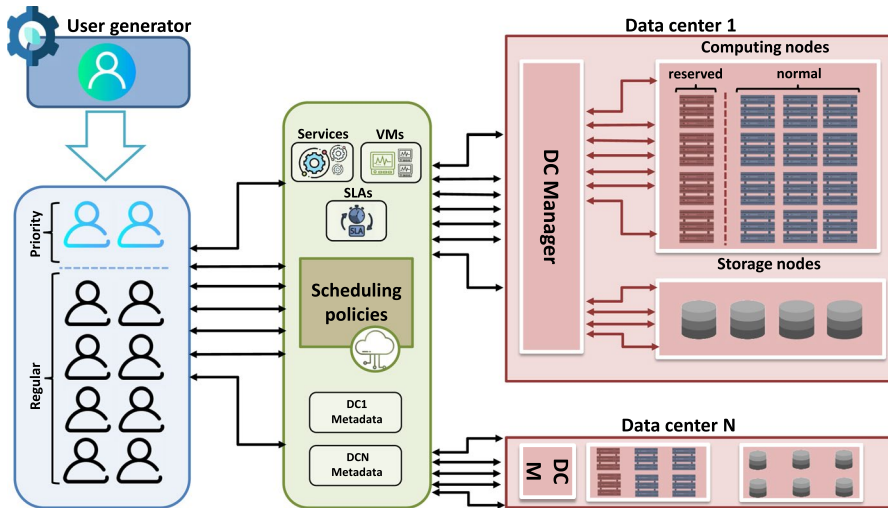 User generator
Priority
Regular
Services
VMs
SLAs
SLA
Scheduling
policies
DC1
Metadata
DCN
Metadata
Data center 1
DC Manager
Computing nodes
reserved
normal
Storage nodes
Data center N
DC
M